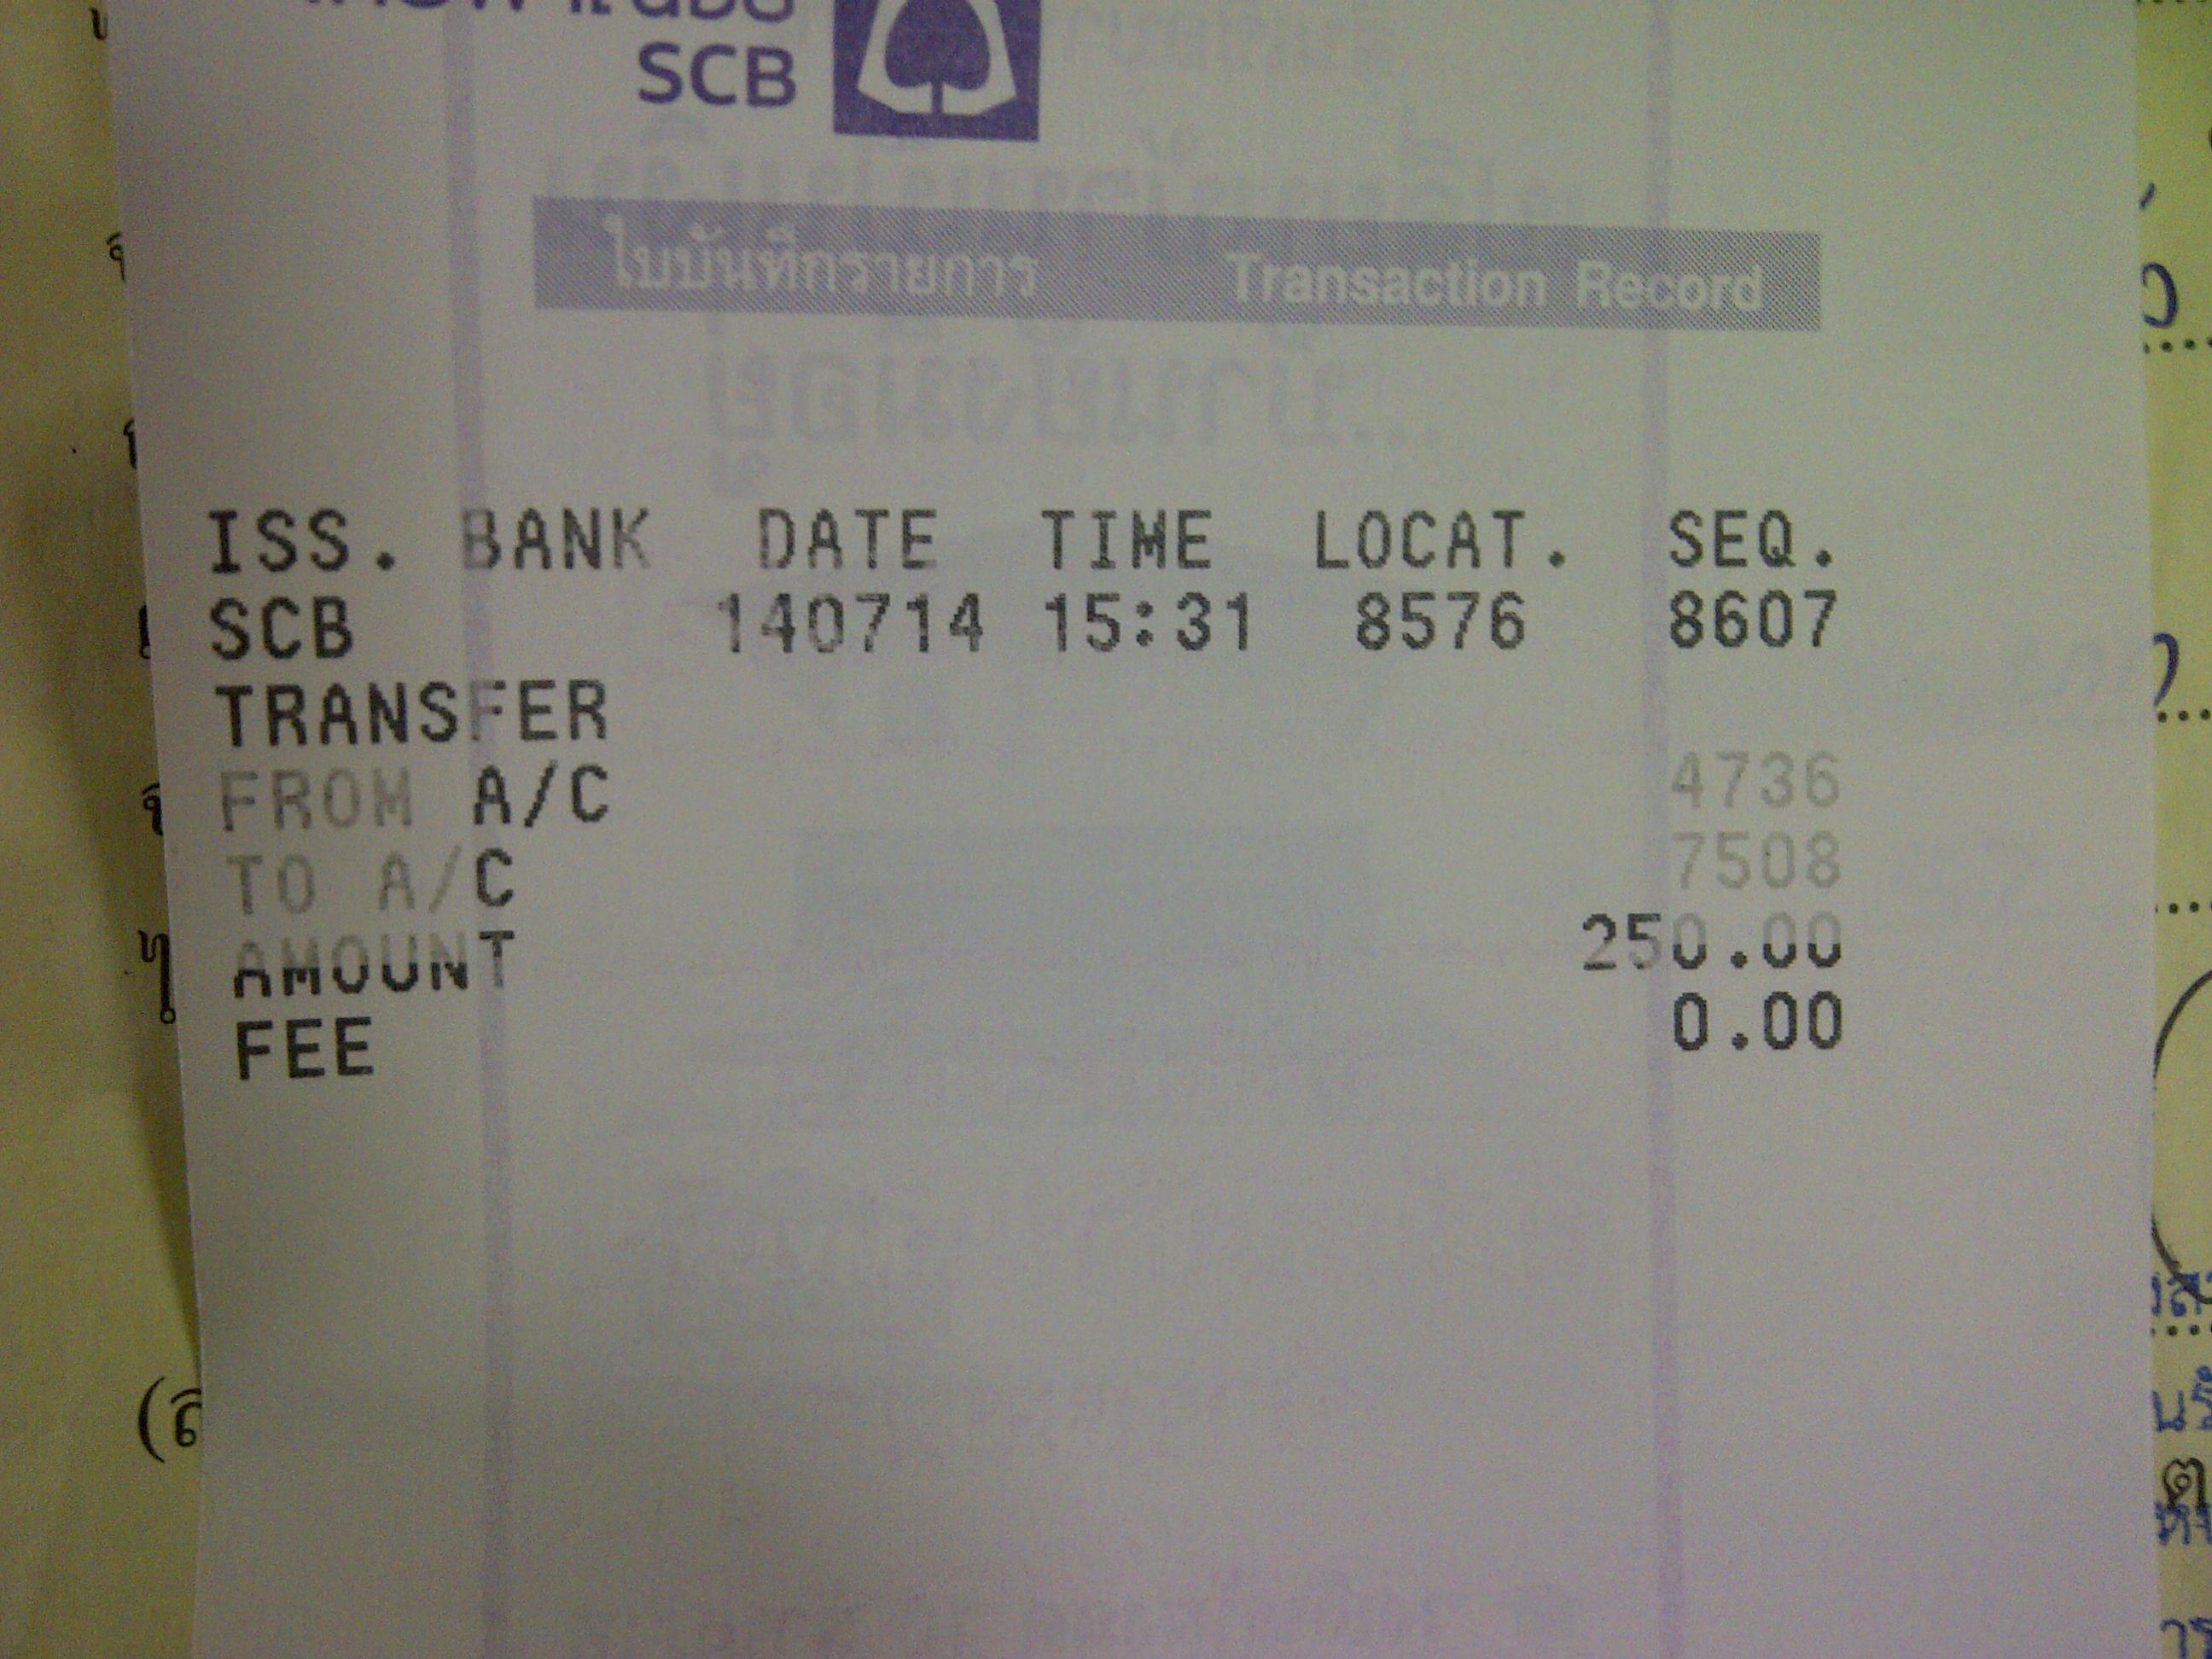 SCB
ใบบันทึกรายการ Transaction Record
ISS. BANK DATE TIME LOCAT. SEQ.
SCB 140714 15:31 8576 8607
TRANSFER
FROM A/C 4736
TO A/C 7508
AMOUNT 250.00
FEE 0.00